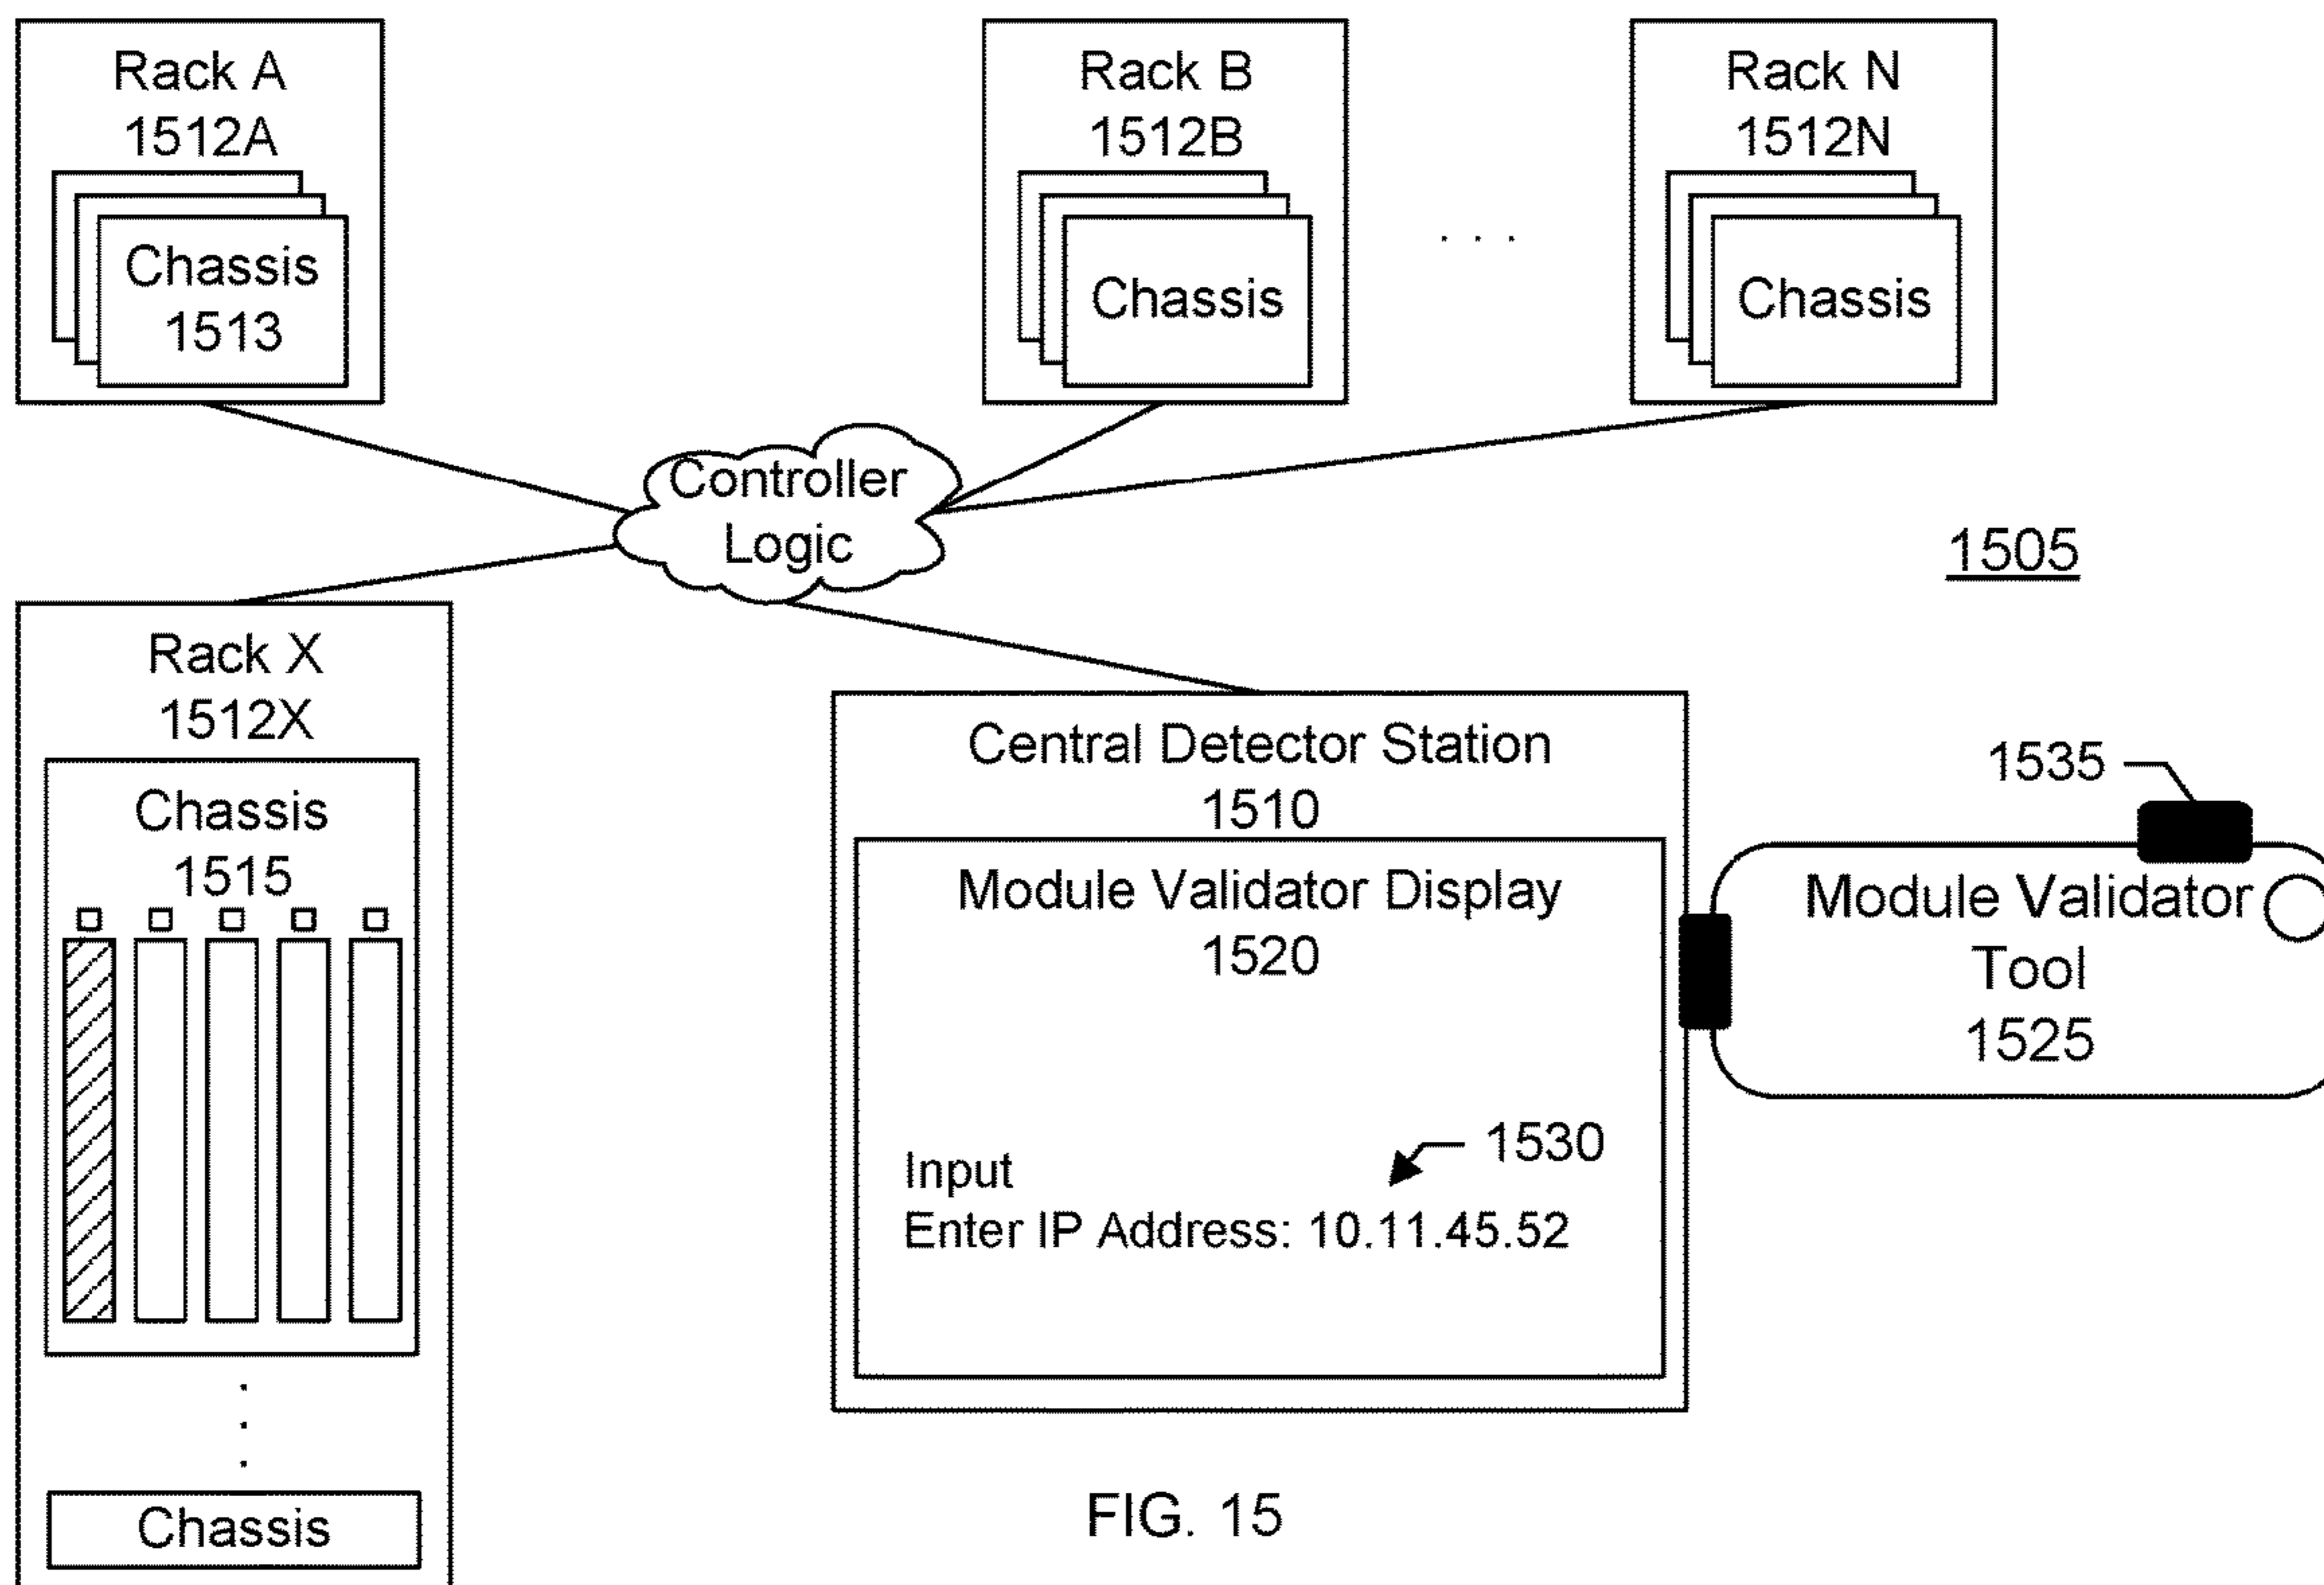 Rack A
1512A
Chassis
1513
Rack B
1512B
Chassis
. . .
Rack N
1512N
Chassis
Controller
Logic
1505
Rack X
1512X
Chassis
1515
Chassis
Central Detector Station
1510
Module Validator Display
1520
Input
1530
Enter IP Address: 10.11.45.52
1535
Module Validator
Tool
1525
FIG. 15